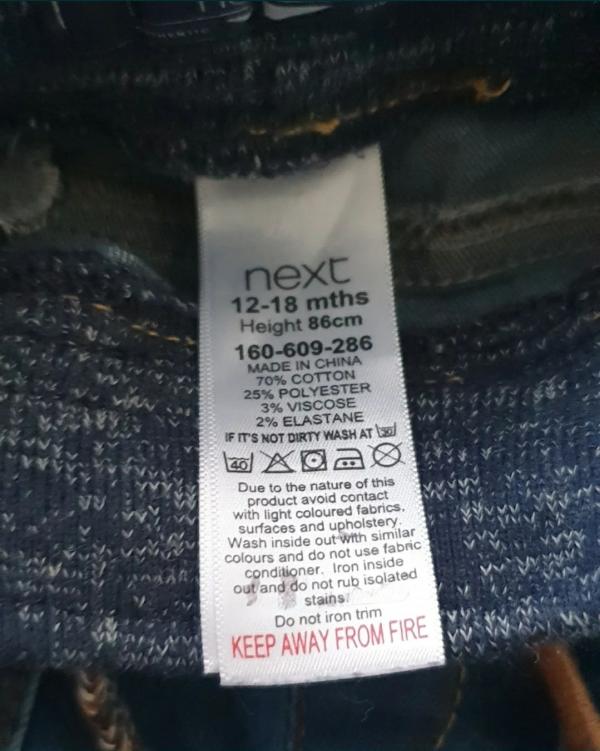 next
12-18 mths
Height 86cm
160-609-286
MADE IN CHINA
70% COTTON
25% POLYESTER
3% VISCOSE
2% ELASTANE
IF IT'S NOT DIRTY WASH AT 30
40
Due to the nature of this
product avoid contact
with light coloured fabrics,
surfaces and upholstery.
Wash inside out with similar
colours and do not use fabric
conditioner. Iron inside
out and do not rub isolated
stains
Do not iron trim
KEEP AWAY FROM FIRE